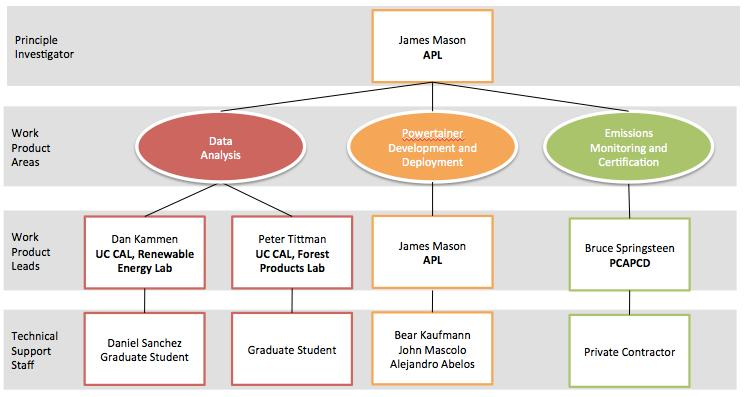 Principle
Investigator
James Mason
APL
Work
Product
Areas
Data
Analysis
Powertainer
Development and
Deployment
Emissions
Monitoring and
Certification
Work
Product
Leads
Dan Kammen
UC CAL, Renewable
Energy Lab
Peter Tittman
UC CAL, Forest
Products Lab
James Mason
APL
Bruce Springsteen
PCAPCD
Technical
Support
Staff
Daniel Sanchez
Graduate Student
Graduate Student
Bear Kaufmann
John Mascolo
Alejandro Abelos
Private Contractor